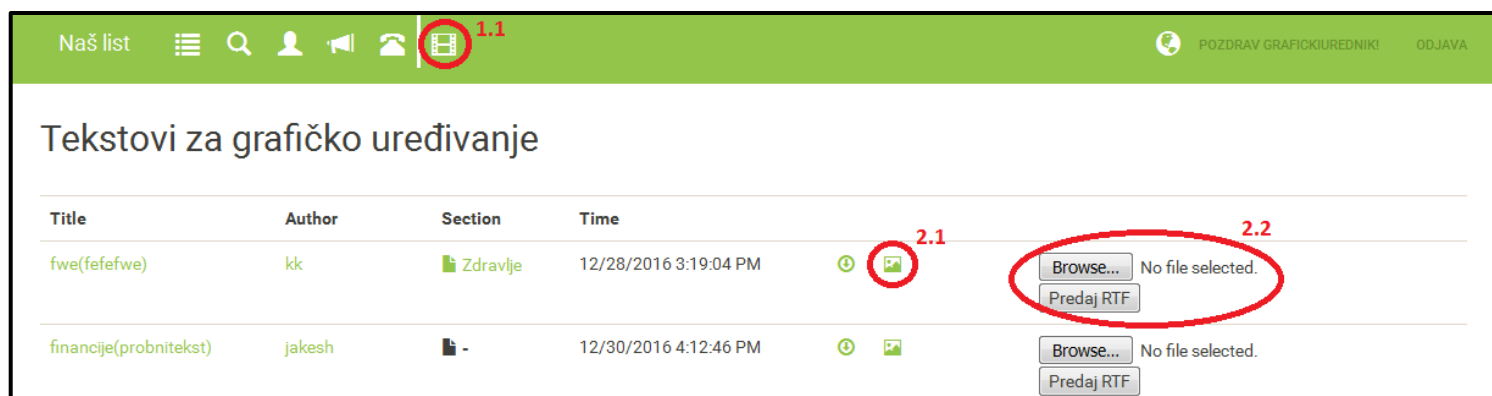 Naš list 1.1 POZDRAV GRAFICKIUREDNIK! ODJAVA
Tekstovi za grafičko uređivanje
Title Author Section Time
2.1 2.2
fwe(fefefwe) kk Zdravlje 12/28/2016 3:19:04 PM Browse... No file selected.
Predaj RTF
financije(probnitekst) jakesh - 12/30/2016 4:12:46 PM Browse... No file selected.
Predaj RTF